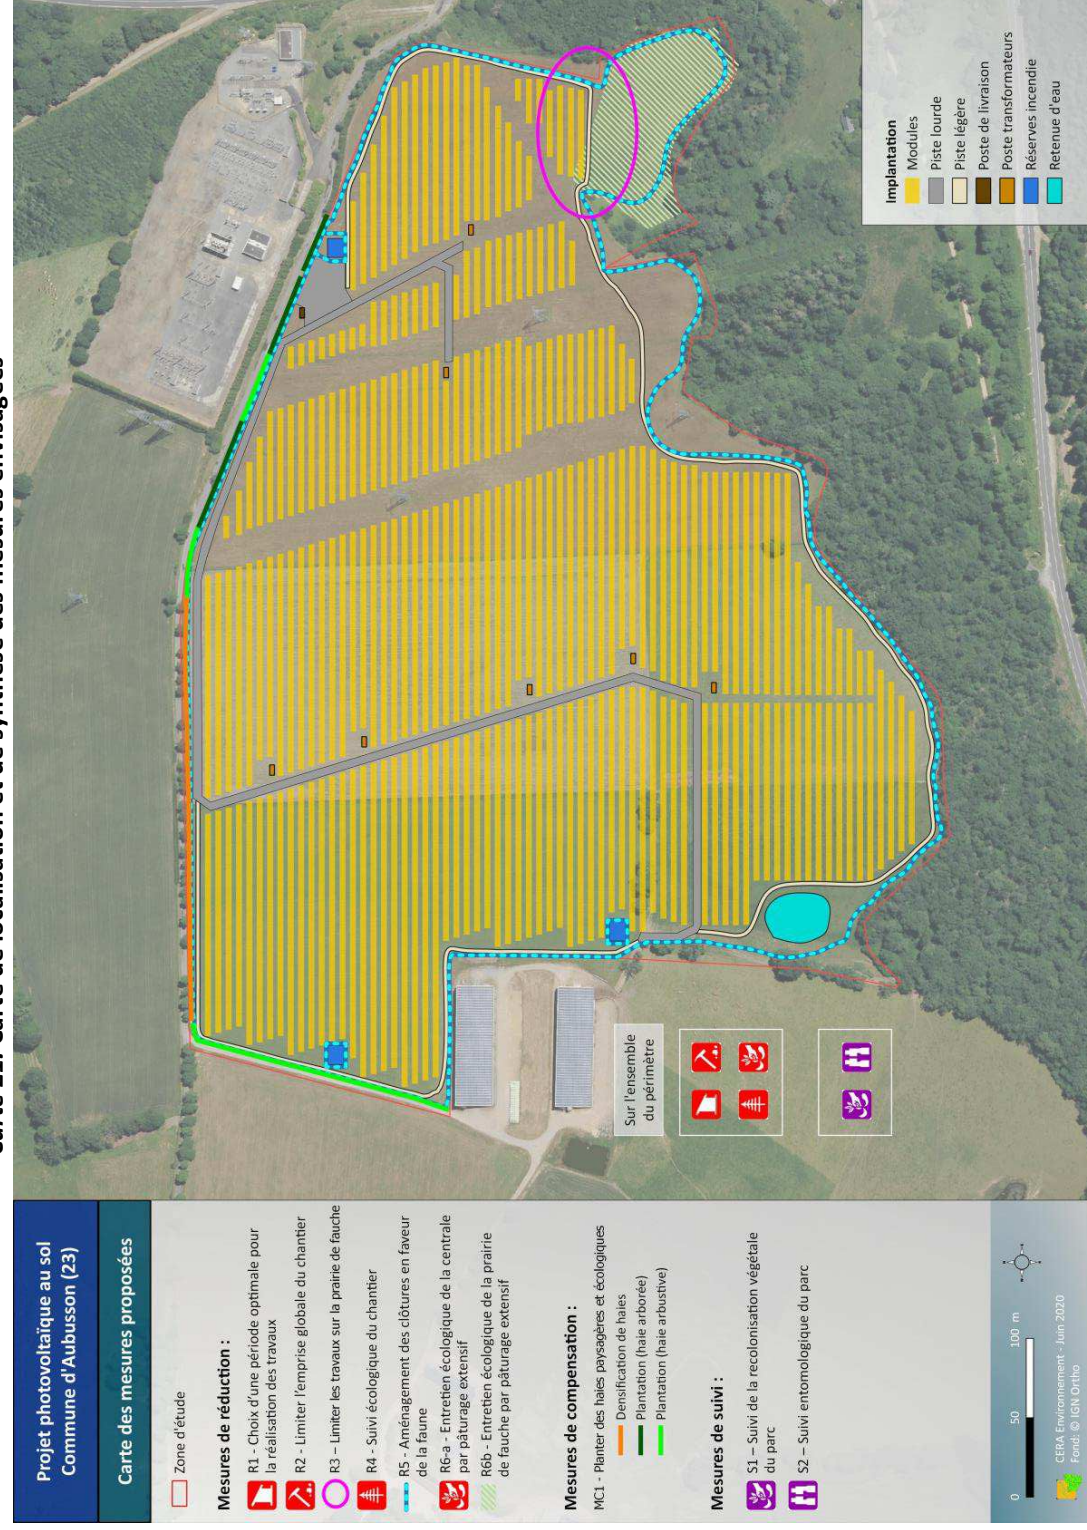 Carte 22. Carte de localisation et de synthèse des mesures envisagées
Projet photovoltaïque au sol
Commune d'Aubusson (23)
Carte des mesures proposées
Zone d'étude
Mesures de réduction :
R1 - Choix d'une période optimale pour
la réalisation des travaux
R2 - Limiter l'emprise globale du chantier
R3 – Limiter les travaux sur la prairie de fauche
R4 - Suivi écologique du chantier
R5 - Aménagement des clôtures en faveur
de la faune
R6-a - Entretien écologique de la centrale
par pâturage extensif
R6b - Entretien écologique de la prairie
de fauche par pâturage extensif
Mesures de compensation :
MC1 - Planter des haies paysagères et écologiques
Densification de haies
Plantation (haie arborée)
Plantation (haie arbustive)
Mesures de suivi :
S1 – Suivi de la recolonisation végétale
du parc
S2 – Suivi entomologique du parc
0 50 100 m
CERA Environnement - Juin 2020
Fond: © IGN Ortho
Sur l'ensemble
du périmètre
Implantation
Modules
Piste lourde
Piste légère
Poste de livraison
Poste transformateurs
Réserves incendie
Retenue d'eau